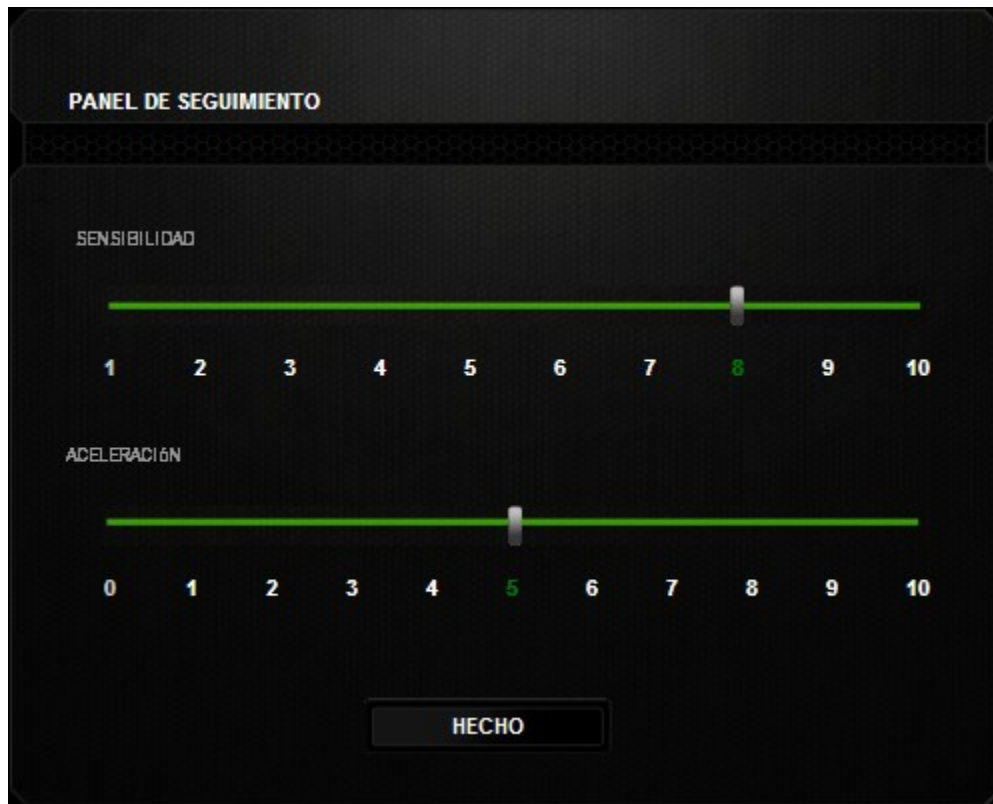 PANEL DE SEGUIMIENTO
SENSIBILIDAD
1 2 3 4 5 6 7 8 9 10
ACELERACIóN
0 1 2 3 4 5 6 7 8 9 10
HECHO